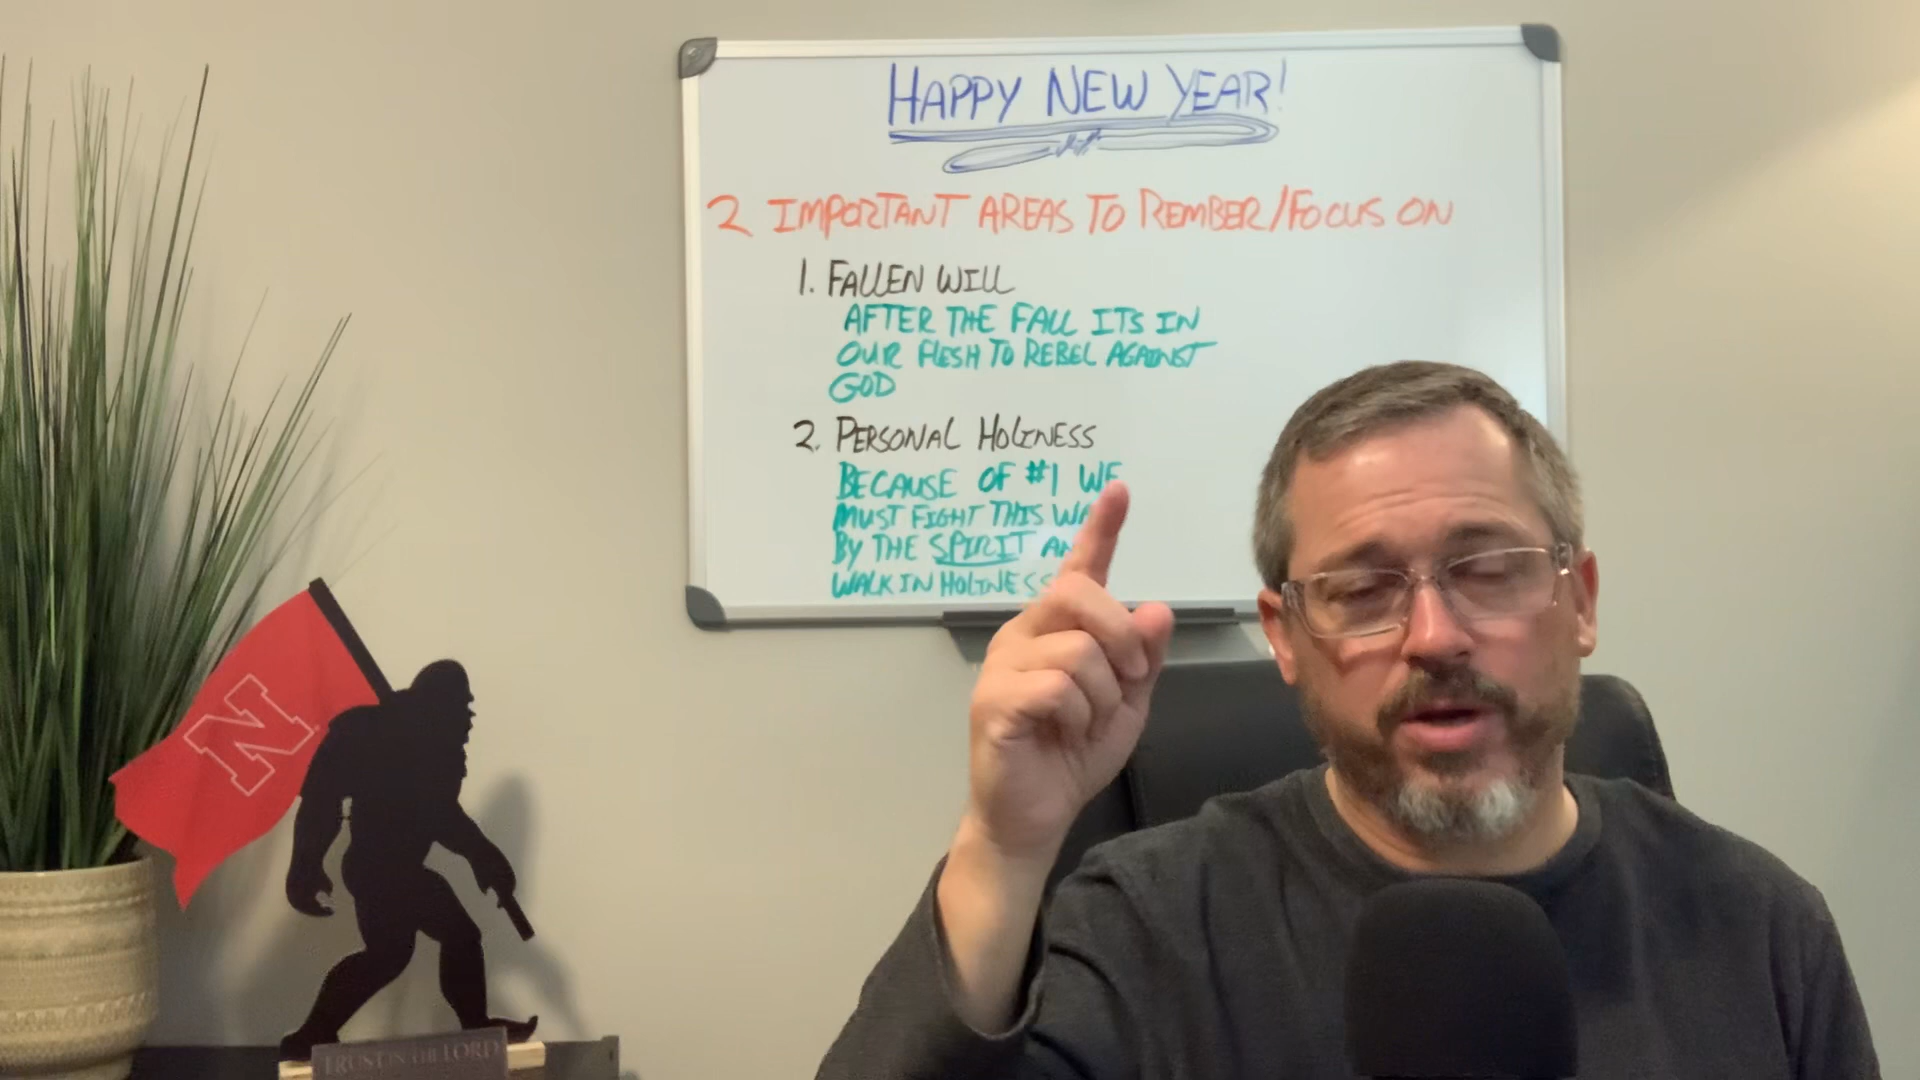 HAPPY NEW YEAR!
2 IMPORTANT AREAS TO REMBER/FOCUS ON
1. FALLEN WILL
AFTER THE FALL ITS IN
OUR FLESH TO REBEL AGAINST
GOD
2. PERSONAL HOLINESS
BECAUSE OF #1 WE
MUST FIGHT THIS
BY THE SPIRIT
WALK IN HOLINESS
N
TRUST IN THE LORD